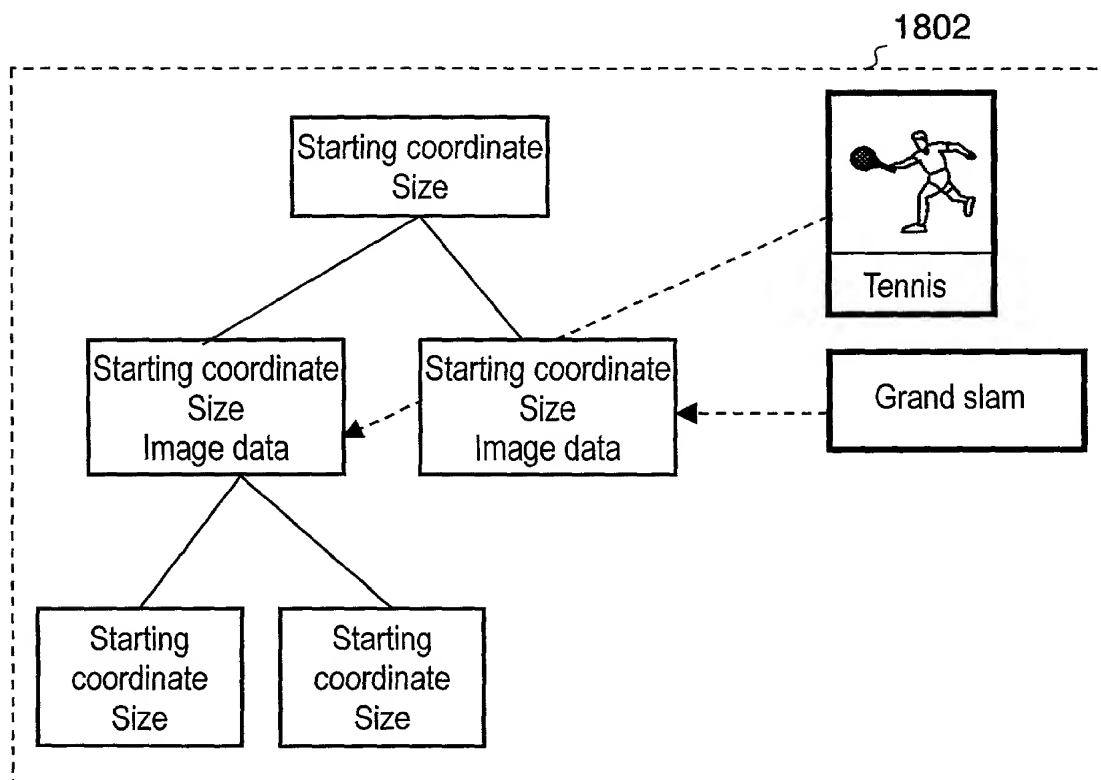 1802
Starting coordinate
Size
Tennis
Starting coordinate
Size
Image data
Starting coordinate
Size
Image data
Grand slam
Starting
coordinate
Size
Starting
coordinate
Size